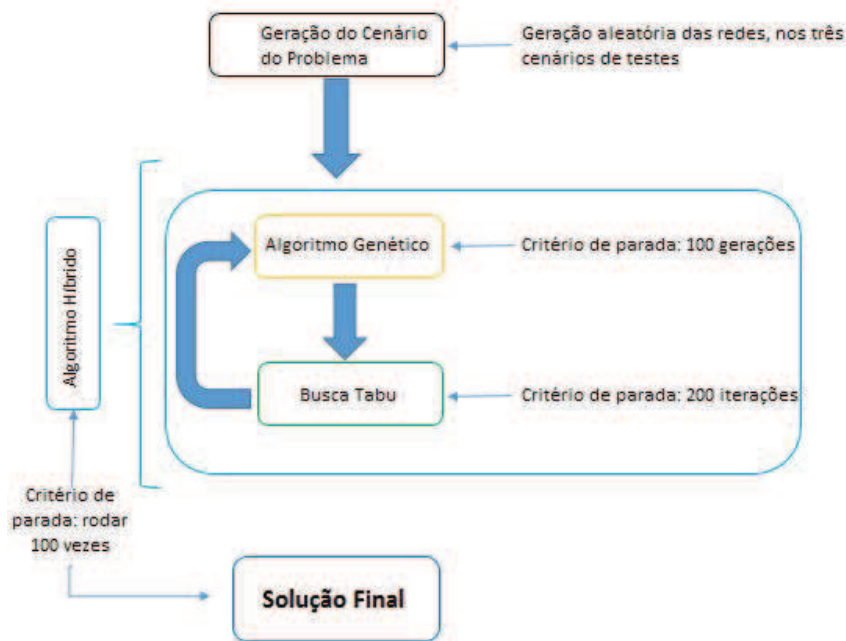 Geração do Cenário
do Problema
Geração aleatória das redes, nos três
cenários de testes
Algoritmo Híbrido
Algoritmo Genético
Critério de parada: 100 gerações
Busca Tabu
Critério de parada: 200 iterações
Critério de
parada: rodar
100 vezes
Solução Final